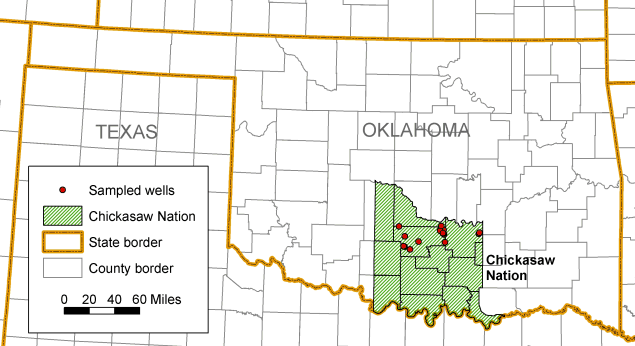 TEXAS
OKLAHOMA
Sampled wells
Chickasaw Nation
State border
County border
0 20 40 60 Miles
Chickasaw
Nation